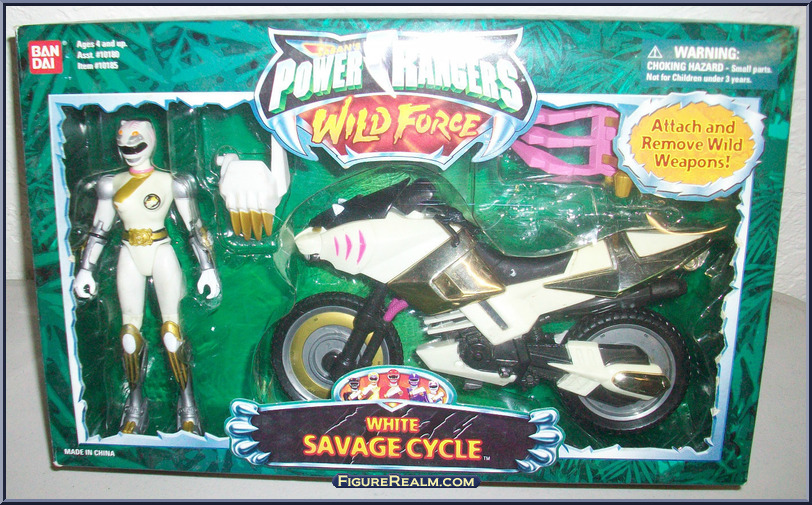 BAN
DAI
Ages 4 and up.
Asst. #10180
Item #10185
SABAN'S
POWER RANGERS
WILD FORCE
WARNING:
CHOKING HAZARD - Small parts.
Not for Children under 3 years.
Attach and
Remove Wild
Weapons!
WHITE
SAVAGE CYCLE™
MADE IN CHINA
FIGUREREALM.COM